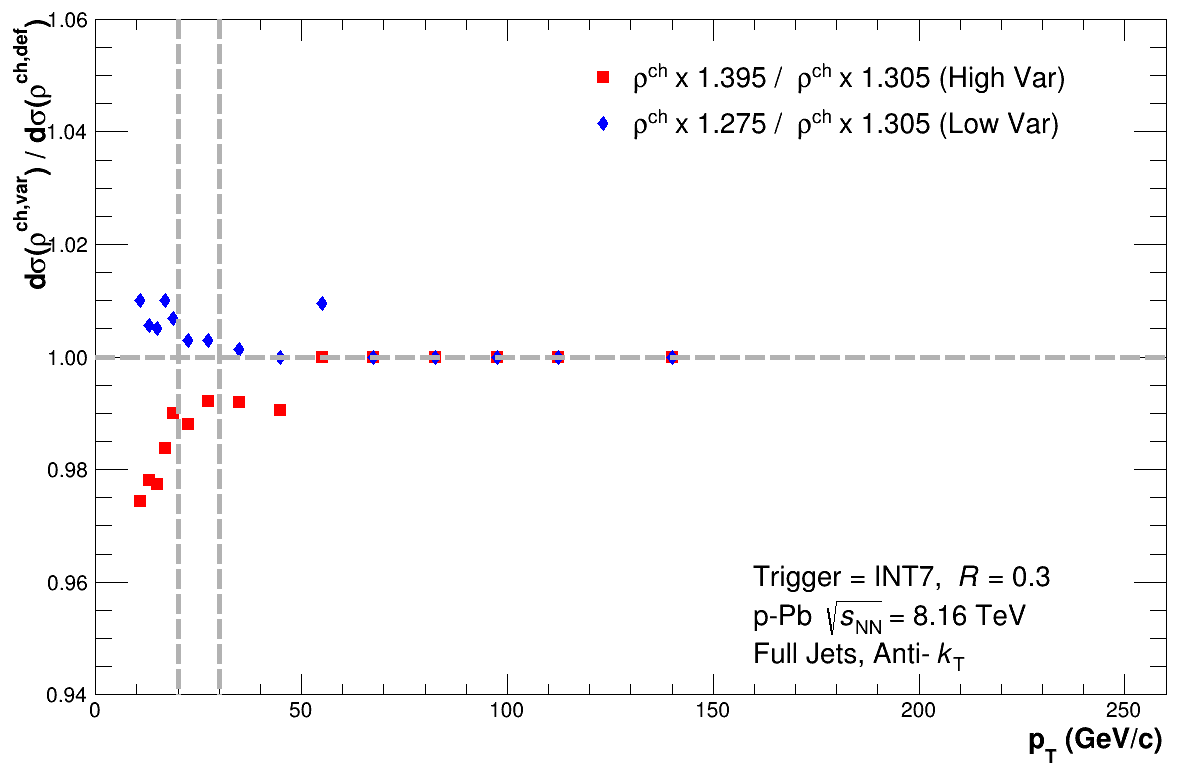 dσ(ρ^ch,var) / dσ(ρ^ch,def)
1.06
1.04
1.02
1.00
0.98
0.96
0.94
ρ^ch x 1.395 / ρ^ch x 1.305 (High Var)
ρ^ch x 1.275 / ρ^ch x 1.305 (Low Var)
Trigger = INT7, R = 0.3
p-Pb √s_NN = 8.16 TeV
Full Jets, Anti- k_T
0 50 100 150 200 250
p_T (GeV/c)